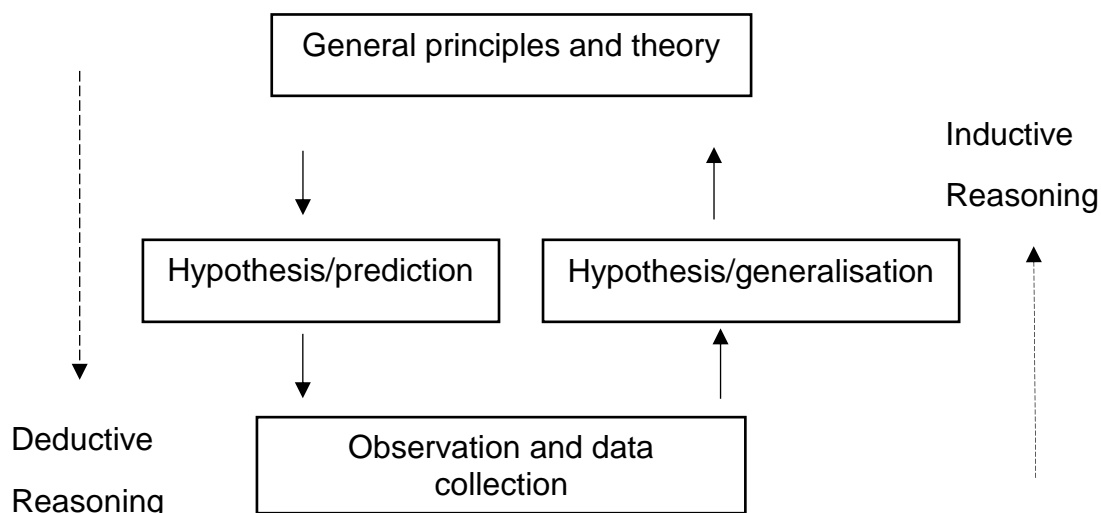 General principles and theory
Inductive
Reasoning
Hypothesis/prediction
Hypothesis/generalisation
Deductive
Reasoning
Observation and data
collection